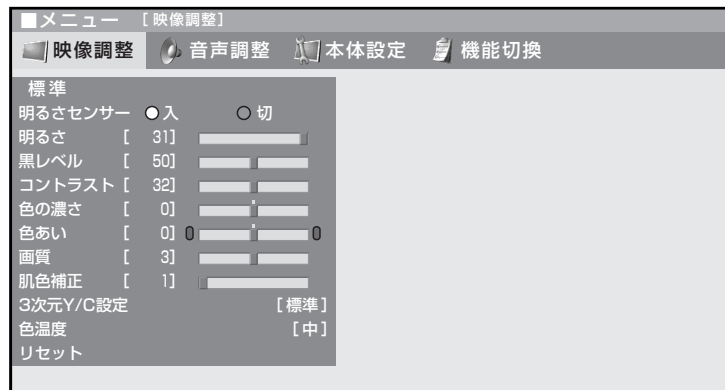 ■メニュー [映像調整]
映像調整 音声調整 本体設定 機能切換
標準
明るさセンサー 入 切
明るさ [ 31]
黒レベル [ 50]
コントラスト [ 32]
色の濃さ [ 0]
色あい [ 0]
画質 [ 3]
肌色補正 [ 1]
3次元Y/C設定 [標準]
色温度 [中]
リセット